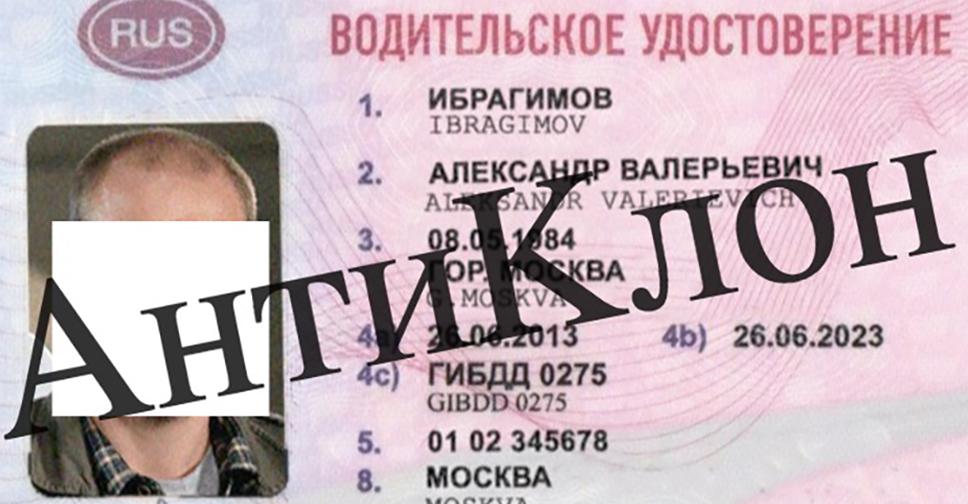 RUS
ВОДИТЕЛЬСКОЕ УДОСТОВЕРЕНИЕ
1. ИБРАГИМОВ
IBRAGIMOV
2. АЛЕКСАНДР ВАЛЕРЬЕВИЧ
ALEKSANDR VALERIEVICH
3. 08.05.1984
ГОР. МОСКВА
G.MOSKVA
4a) 26.06.2013 4b) 26.06.2023
4c) ГИБДД 0275
GIBDD 0275
5. 01 02 345678
8. МОСКВА
MOSKVA
АнтиКлон